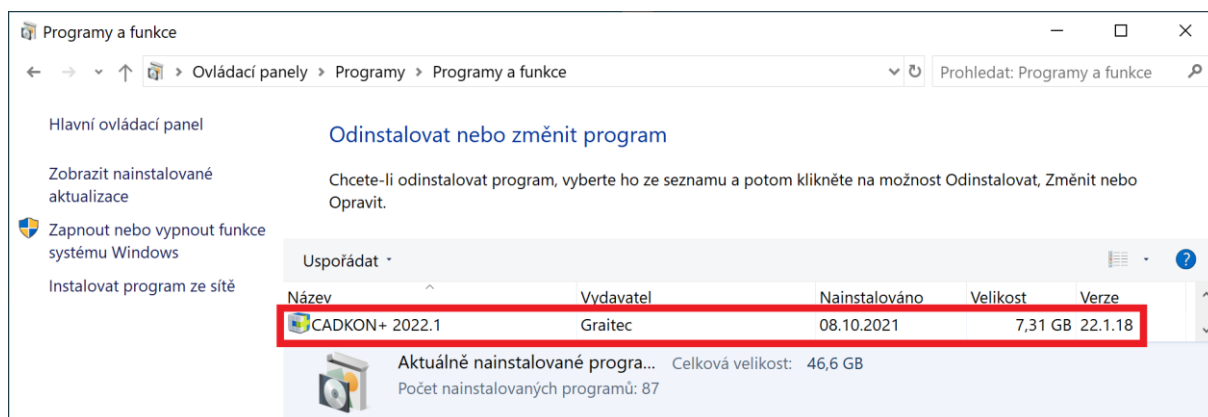 Programy a funkce
Ovládací panely > Programy > Programy a funkce
Prohledat: Programy a funkce
Hlavní ovládací panel
Zobrazit nainstalované
aktualizace
Zapnout nebo vypnout funkce
systému Windows
Instalovat program ze sítě
Odinstalovat nebo změnit program
Chcete-li odinstalovat program, vyberte ho ze seznamu a potom klikněte na možnost Odinstalovat, Změnit nebo
Opravit.
Uspořádat
Název Vydavatel Nainstalováno Velikost Verze
CADKON+ 2022.1 Graitec 08.10.2021 7,31 GB 22.1.18
Aktuálně nainstalované progra... Celková velikost: 46,6 GB
Počet nainstalovaných programů: 87